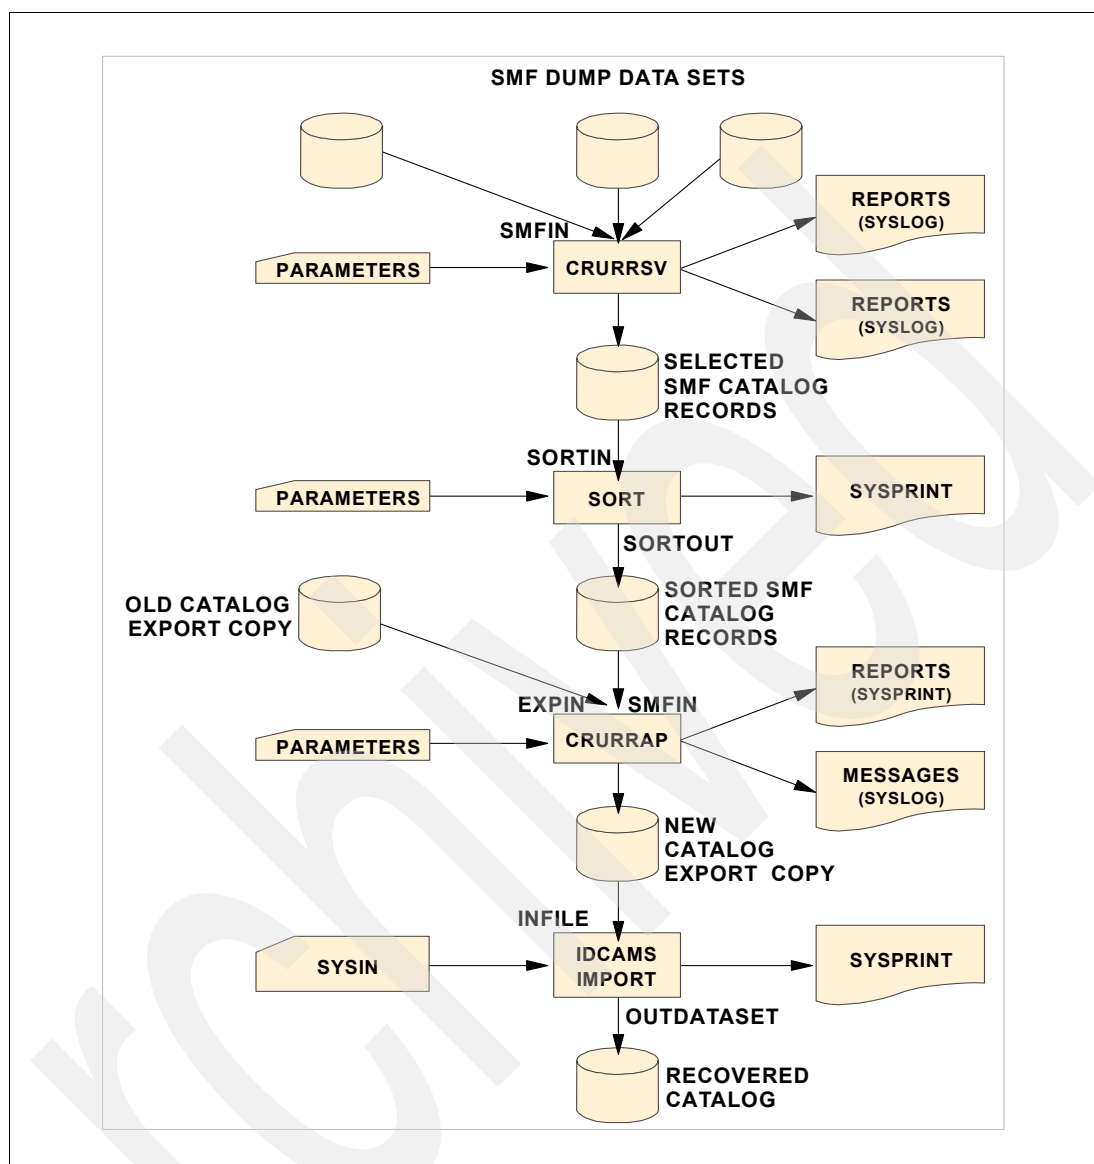 SMF DUMP DATA SETS
REPORTS
(SYSLOG)
SMFIN
PARAMETERS
CRURRSV
REPORTS
(SYSLOG)
SELECTED
SMF CATALOG
RECORDS
SORTIN
PARAMETERS
SORT
SYSPRINT
SORTOUT
OLD CATALOG
EXPORT COPY
SORTED SMF
CATALOG
RECORDS
REPORTS
(SYSPRINT)
EXPIN
SMFIN
PARAMETERS
CRURRAP
MESSAGES
(SYSLOG)
NEW
CATALOG
EXPORT COPY
INFILE
SYSIN
IDCAMS
IMPORT
SYSPRINT
OUTDATASET
RECOVERED
CATALOG
rchived